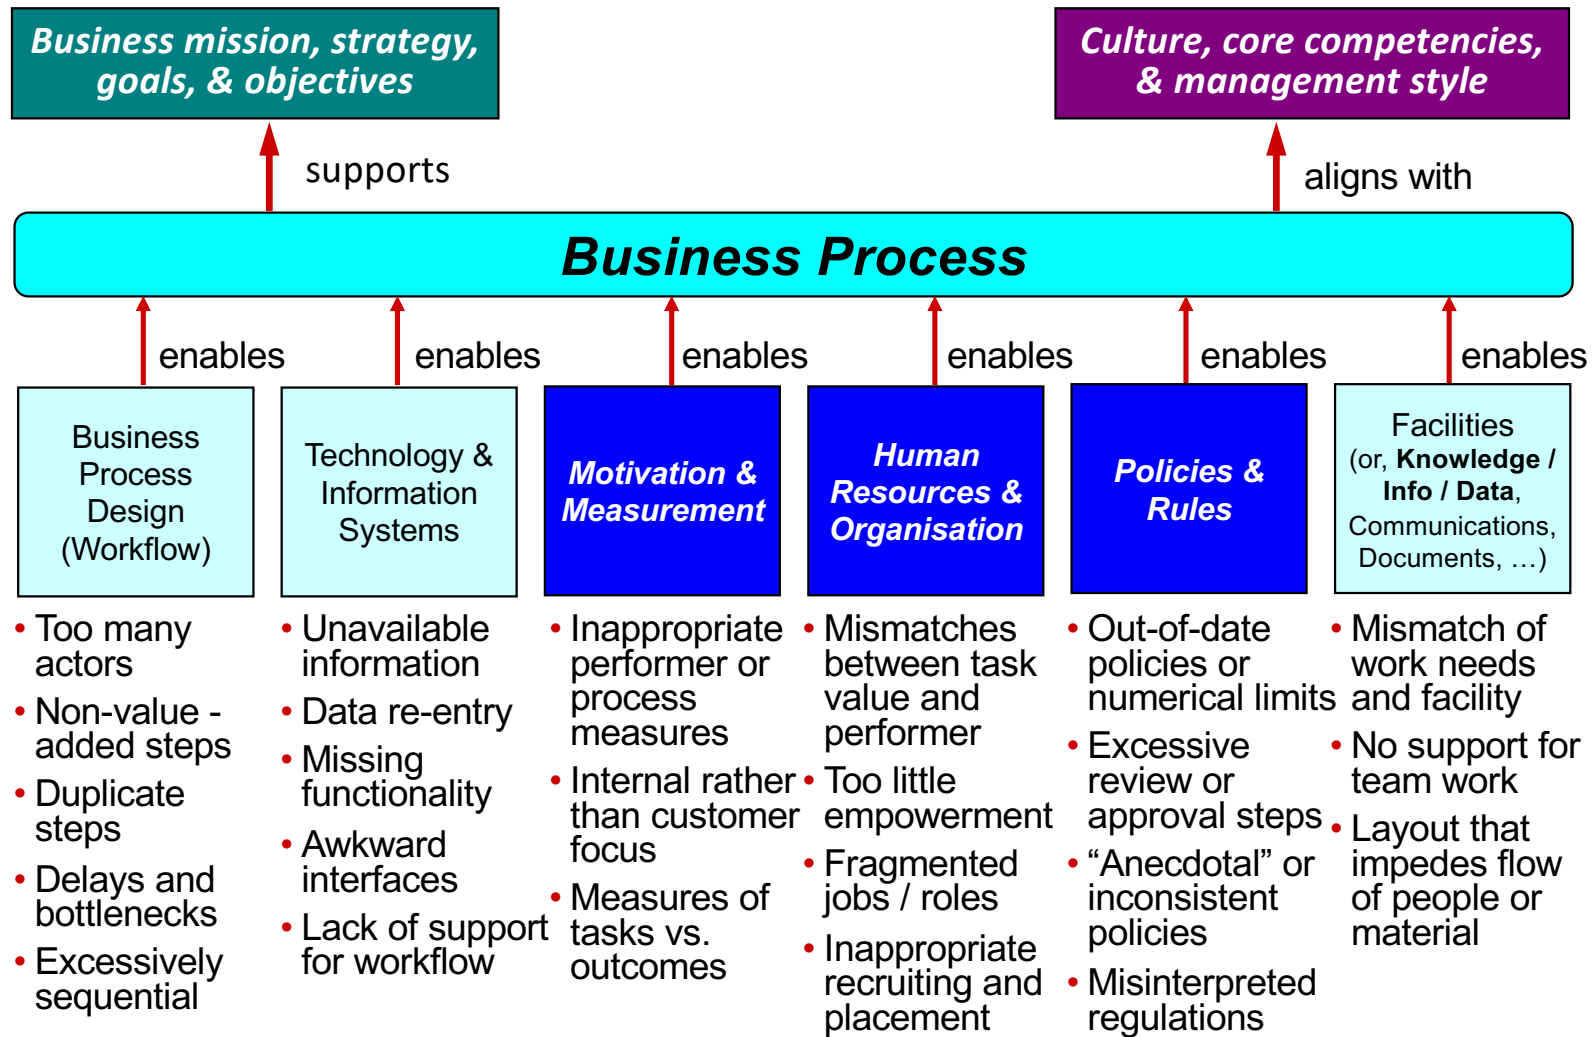 Business mission, strategy,
goals, & objectives
Culture, core competencies,
& management style
supports
aligns with
Business Process
enables
enables
enables
enables
enables
enables
Business
Process
Design
(Workflow)
Technology &
Information
Systems
Motivation &
Measurement
Human
Resources &
Organisation
Policies &
Rules
Facilities
(or, Knowledge /
Info / Data,
Communications,
Documents, …)
• Too many
actors
• Non-value -
added steps
• Duplicate
steps
• Delays and
bottlenecks
• Excessively
sequential
• Unavailable
information
• Data re-entry
• Missing
functionality
• Awkward
interfaces
• Lack of support
for workflow
• Inappropriate
performer or
process
measures
• Internal rather
than customer
focus
• Measures of
tasks vs.
outcomes
• Mismatches
between task
value and
performer
• Too little
empowerment
• Fragmented
jobs / roles
• Inappropriate
recruiting and
placement
• Out-of-date
policies or
numerical limits
• Excessive
review or
approval steps
• “Anecdotal” or
inconsistent
policies
• Misinterpreted
regulations
• Mismatch of
work needs
and facility
• No support for
team work
• Layout that
impedes flow
of people or
material